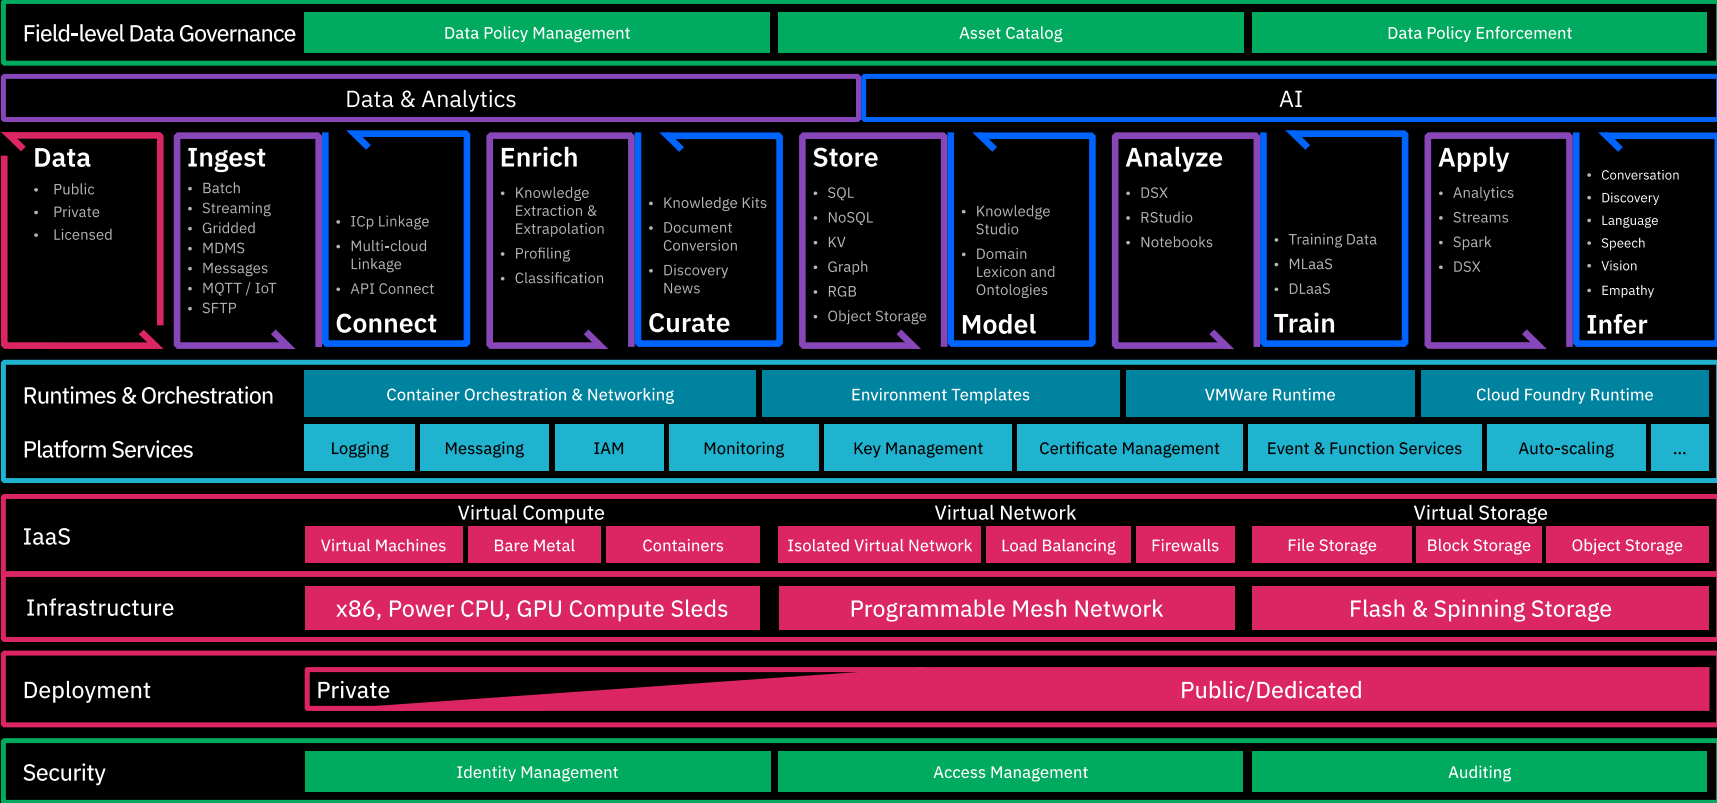 Field-level Data Governance
Data Policy Management
Asset Catalog
Data Policy Enforcement
Data & Analytics
AI
Data
• Public
• Private
• Licensed
Ingest
• Batch
• Streaming
• Gridded
• MDMS
• Messages
• MQTT / IoT
• SFTP
• ICp Linkage
• Multi-cloud
Linkage
• API Connect
Connect
Enrich
• Knowledge
Extraction &
Extrapolation
• Profiling
• Classification
• Knowledge Kits
• Document
Conversion
• Discovery
News
Curate
Store
• SQL
• NoSQL
• KV
• Graph
• RGB
• Object Storage
• Knowledge
Studio
• Domain
Lexicon and
Ontologies
Model
Analyze
• DSX
• RStudio
• Notebooks
• Training Data
• MLaaS
• DLaaS
Train
Apply
• Analytics
• Streams
• Spark
• DSX
• Conversation
• Discovery
• Language
• Speech
• Vision
• Empathy
Infer
Runtimes & Orchestration
Container Orchestration & Networking
Environment Templates
VMWare Runtime
Cloud Foundry Runtime
Platform Services
Logging
Messaging
IAM
Monitoring
Key Management
Certificate Management
Event & Function Services
Auto-scaling
...
IaaS
Virtual Compute
Virtual Machines
Bare Metal
Containers
Virtual Network
Isolated Virtual Network
Load Balancing
Firewalls
Virtual Storage
File Storage
Block Storage
Object Storage
Infrastructure
x86, Power CPU, GPU Compute Sleds
Programmable Mesh Network
Flash & Spinning Storage
Deployment
Private
Public/Dedicated
Security
Identity Management
Access Management
Auditing